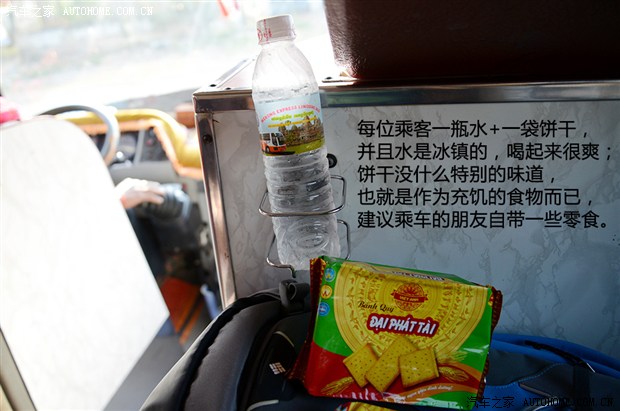 汽车之家 AUTOHOME.COM.CN
每位乘客一瓶水+一袋饼干，
并且水是冰镇的，喝起来很爽；
饼干没什么特别的味道，
也就是作为充饥的食物而已，
建议乘车的朋友自带一些零食。
Bánh Quy
ĐẠI PHÁT TÀI
汽车之家 AUTOHOME.COM.CN